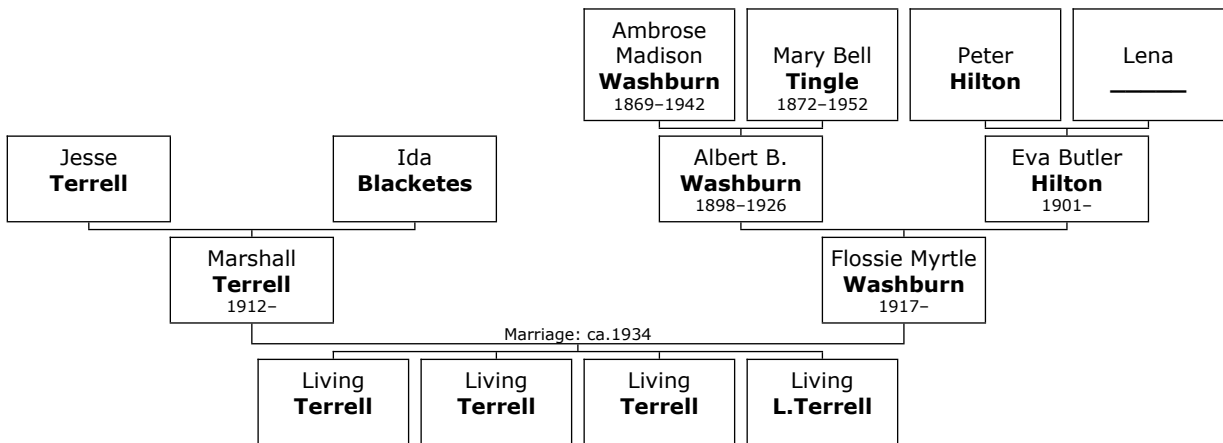 Ambrose
Madison
Washburn
1869–1942
Mary Bell
Tingle
1872–1952
Peter
Hilton
Lena
______
Jesse
Terrell
Ida
Blacketes
Albert B.
Washburn
1898–1926
Eva Butler
Hilton
1901–
Marshall
Terrell
1912–
Flossie Myrtle
Washburn
1917–
Marriage: ca.1934
Living
Terrell
Living
Terrell
Living
Terrell
Living
L.Terrell